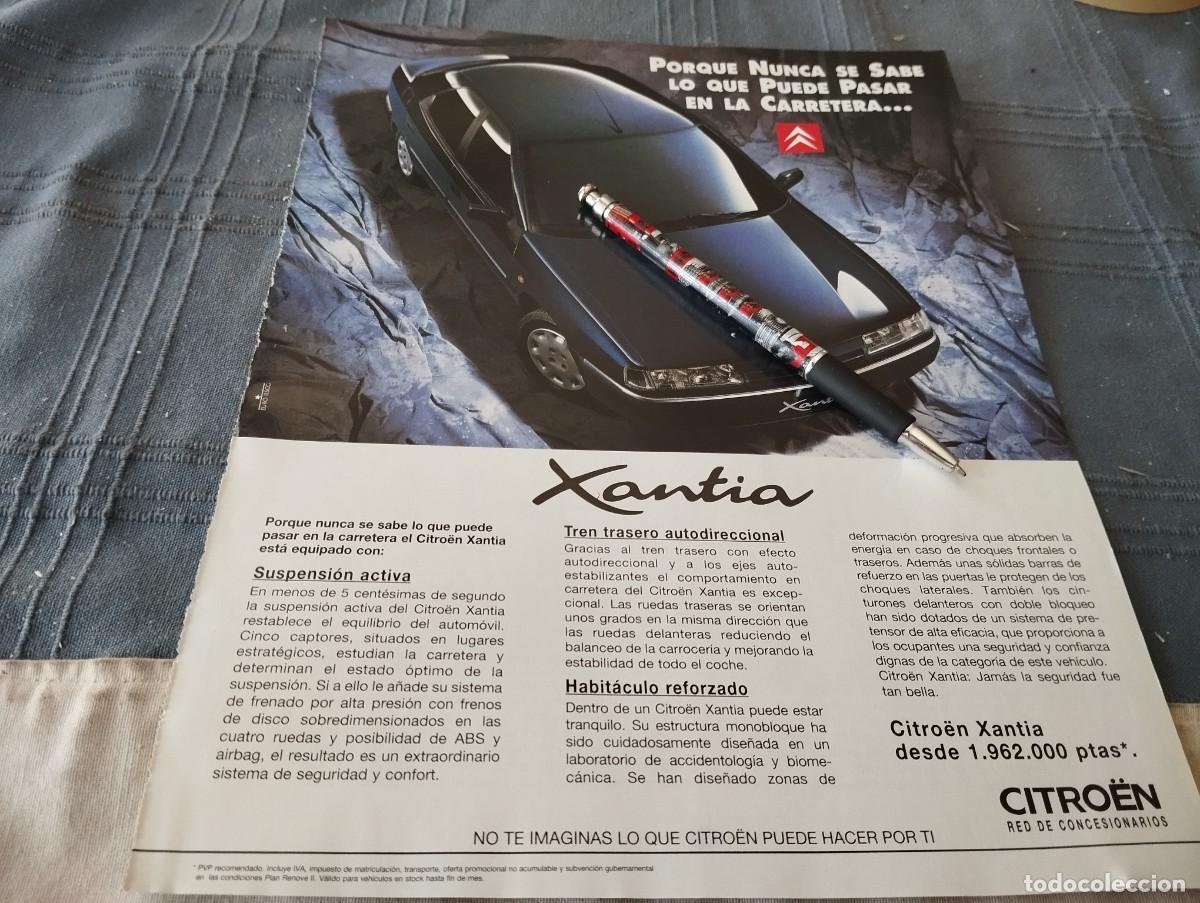 PORQUE NUNCA SE SABE
LO QUE PUEDE PASAR
EN LA CARRETERA...
Xantia
Porque nunca se sabe lo que puede
pasar en la carretera el Citroën Xantia
está equipado con:
Suspensión activa
En menos de 5 centésimas de segundo
la suspensión activa del Citroën Xantia
restablece el equilibrio del automóvil.
Cinco captores, situados en lugares
estratégicos, estudian la carretera y
determinan el estado óptimo de la
suspensión. Si a ello le añade su sistema
de frenado por alta presión con frenos
de disco sobredimensionados en las
cuatro ruedas y posibilidad de ABS y
airbag, el resultado es un extraordinario
sistema de seguridad y confort.
Tren trasero autodireccional
Gracias al tren trasero con efecto
autodireccional y a los ejes auto-
estabilizantes el comportamiento en
carretera del Citroën Xantia es excep-
cional. Las ruedas traseras se orientan
unos grados en la misma dirección que
las ruedas delanteras reduciendo el
balanceo de la carrocería y mejorando la
estabilidad de todo el coche.
Habitáculo reforzado
Dentro de un Citroën Xantia puede estar
tranquilo. Su estructura monobloque ha
sido cuidadosamente diseñada en un
laboratorio de accidentología y biome-
cánica. Se han diseñado zonas de
deformación progresiva que absorben la
energía en caso de choques frontales o
traseros. Además unas sólidas barras de
refuerzo en las puertas le protegen de los
choques laterales. También los cin-
turones delanteros con doble bloqueo
han sido dotados de un sistema de pre-
tensor de alta eficacia, que proporciona a
los ocupantes una seguridad y confianza
dignas de la categoría de este vehículo.
Citroën Xantia: Jamás la seguridad fue
tan bella.
Citroën Xantia
desde 1.962.000 ptas*.
CITROËN
RED DE CONCESIONARIOS
NO TE IMAGINAS LO QUE CITROËN PUEDE HACER POR TI
* PVP recomendado. Incluye IVA, impuesto de matriculación, transporte, oferta promocional no acumulable y subvención gubernamental
en las condiciones Plan Renove II. Válido para vehículos en stock hasta fin de mes.
todocoleccion